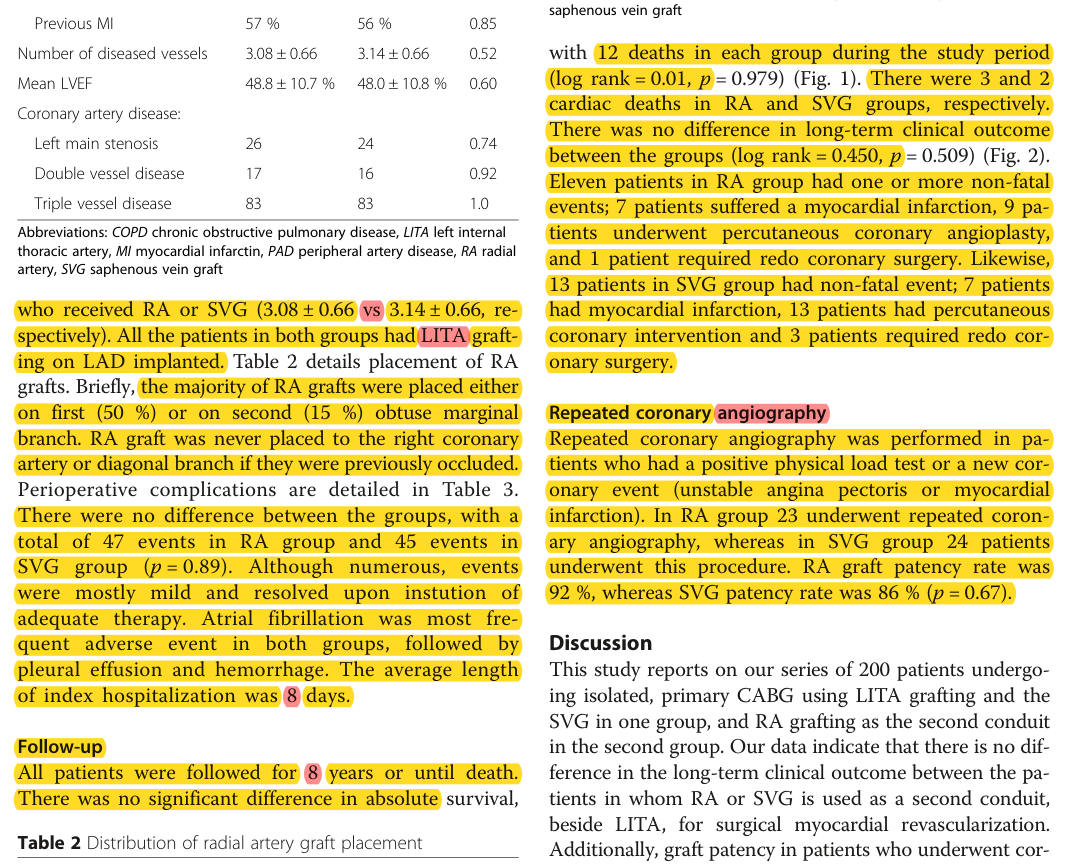 Previous MI 57 % 56 % 0.85
Number of diseased vessels 3.08 ± 0.66 3.14 ± 0.66 0.52
Mean LVEF 48.8 ± 10.7 % 48.0 ± 10.8 % 0.60
Coronary artery disease:
Left main stenosis 26 24 0.74
Double vessel disease 17 16 0.92
Triple vessel disease 83 83 1.0
Abbreviations: COPD chronic obstructive pulmonary disease, LITA left internal
thoracic artery, MI myocardial infarctin, PAD peripheral artery disease, RA radial
artery, SVG saphenous vein graft
who received RA or SVG (3.08 ± 0.66 vs 3.14 ± 0.66, re-
spectively). All the patients in both groups had LITA graft-
ing on LAD implanted. Table 2 details placement of RA
grafts. Briefly, the majority of RA grafts were placed either
on first (50 %) or on second (15 %) obtuse marginal
branch. RA graft was never placed to the right coronary
artery or diagonal branch if they were previously occluded.
Perioperative complications are detailed in Table 3.
There were no difference between the groups, with a
total of 47 events in RA group and 45 events in
SVG group (p = 0.89). Although numerous, events
were mostly mild and resolved upon instution of
adequate therapy. Atrial fibrillation was most fre-
quent adverse event in both groups, followed by
pleural effusion and hemorrhage. The average length
of index hospitalization was 8 days.
Follow-up
All patients were followed for 8 years or until death.
There was no significant difference in absolute survival,
Table 2 Distribution of radial artery graft placement
saphenous vein graft
with 12 deaths in each group during the study period
(log rank = 0.01, p = 0.979) (Fig. 1). There were 3 and 2
cardiac deaths in RA and SVG groups, respectively.
There was no difference in long-term clinical outcome
between the groups (log rank = 0.450, p = 0.509) (Fig. 2).
Eleven patients in RA group had one or more non-fatal
events; 7 patients suffered a myocardial infarction, 9 pa-
tients underwent percutaneous coronary angioplasty,
and 1 patient required redo coronary surgery. Likewise,
13 patients in SVG group had non-fatal event; 7 patients
had myocardial infarction, 13 patients had percutaneous
coronary intervention and 3 patients required redo cor-
onary surgery.
Repeated coronary angiography
Repeated coronary angiography was performed in pa-
tients who had a positive physical load test or a new cor-
onary event (unstable angina pectoris or myocardial
infarction). In RA group 23 underwent repeated coron-
ary angiography, whereas in SVG group 24 patients
underwent this procedure. RA graft patency rate was
92 %, whereas SVG patency rate was 86 % (p = 0.67).
Discussion
This study reports on our series of 200 patients undergo-
ing isolated, primary CABG using LITA grafting and the
SVG in one group, and RA grafting as the second conduit
in the second group. Our data indicate that there is no dif-
ference in the long-term clinical outcome between the pa-
tients in whom RA or SVG is used as a second conduit,
beside LITA, for surgical myocardial revascularization.
Additionally, graft patency in patients who underwent cor-